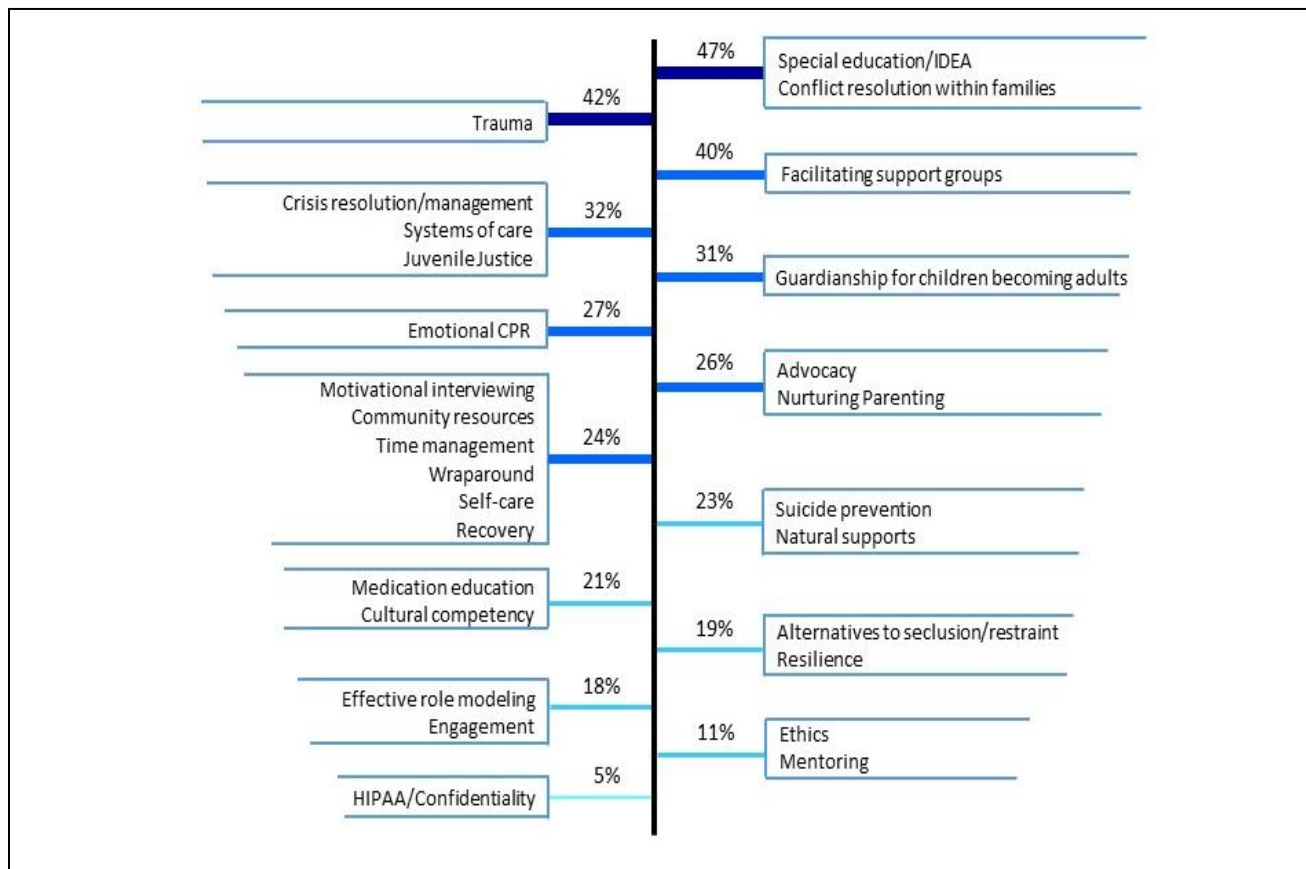 47%
Special education/IDEA
Conflict resolution within families
42%
Trauma
40%
Facilitating support groups
32%
Crisis resolution/management
Systems of care
Juvenile Justice
31%
Guardianship for children becoming adults
27%
Emotional CPR
26%
Advocacy
Nurturing Parenting
24%
Motivational interviewing
Community resources
Time management
Wraparound
Self-care
Recovery
23%
Suicide prevention
Natural supports
21%
Medication education
Cultural competency
19%
Alternatives to seclusion/restraint
Resilience
18%
Effective role modeling
Engagement
11%
Ethics
Mentoring
5%
HIPAA/Confidentiality